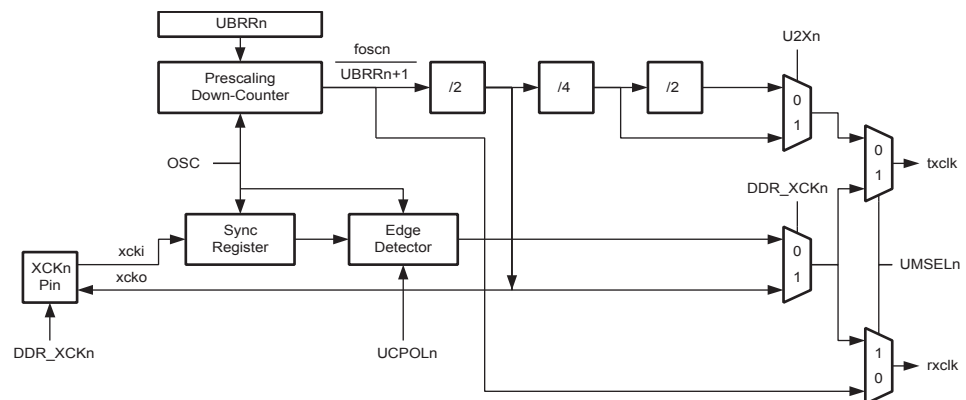 UBRRn
foscn
UBRRn+1
Prescaling
Down-Counter
/2
/4
/2
U2Xn
0
1
OSC
0
1
txclk
DDR_XCKn
Sync
Register
Edge
Detector
0
1
xcki
XCKn
Pin
xcko
UMSELn
DDR_XCKn
UCPOLn
1
0
rxclk